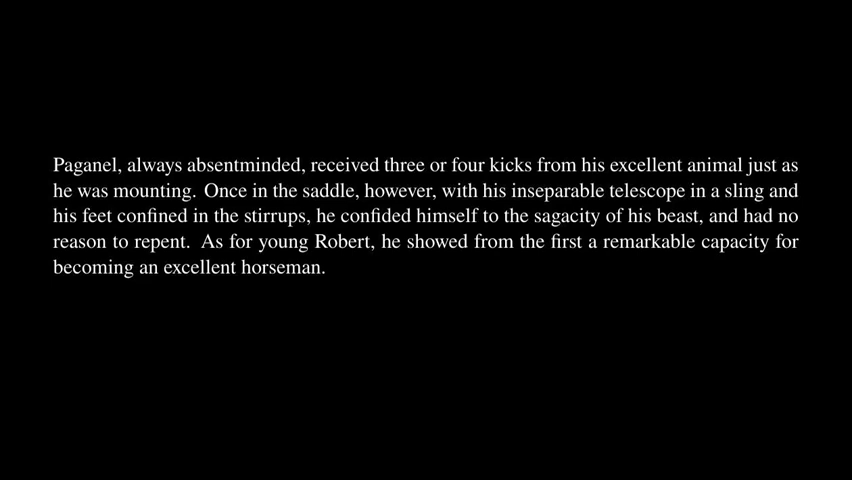 Paganel, always absentminded, received three or four kicks from his excellent animal just as
he was mounting. Once in the saddle, however, with his inseparable telescope in a sling and
his feet confined in the stirrups, he confided himself to the sagacity of his beast, and had no
reason to repent. As for young Robert, he showed from the first a remarkable capacity for
becoming an excellent horseman.